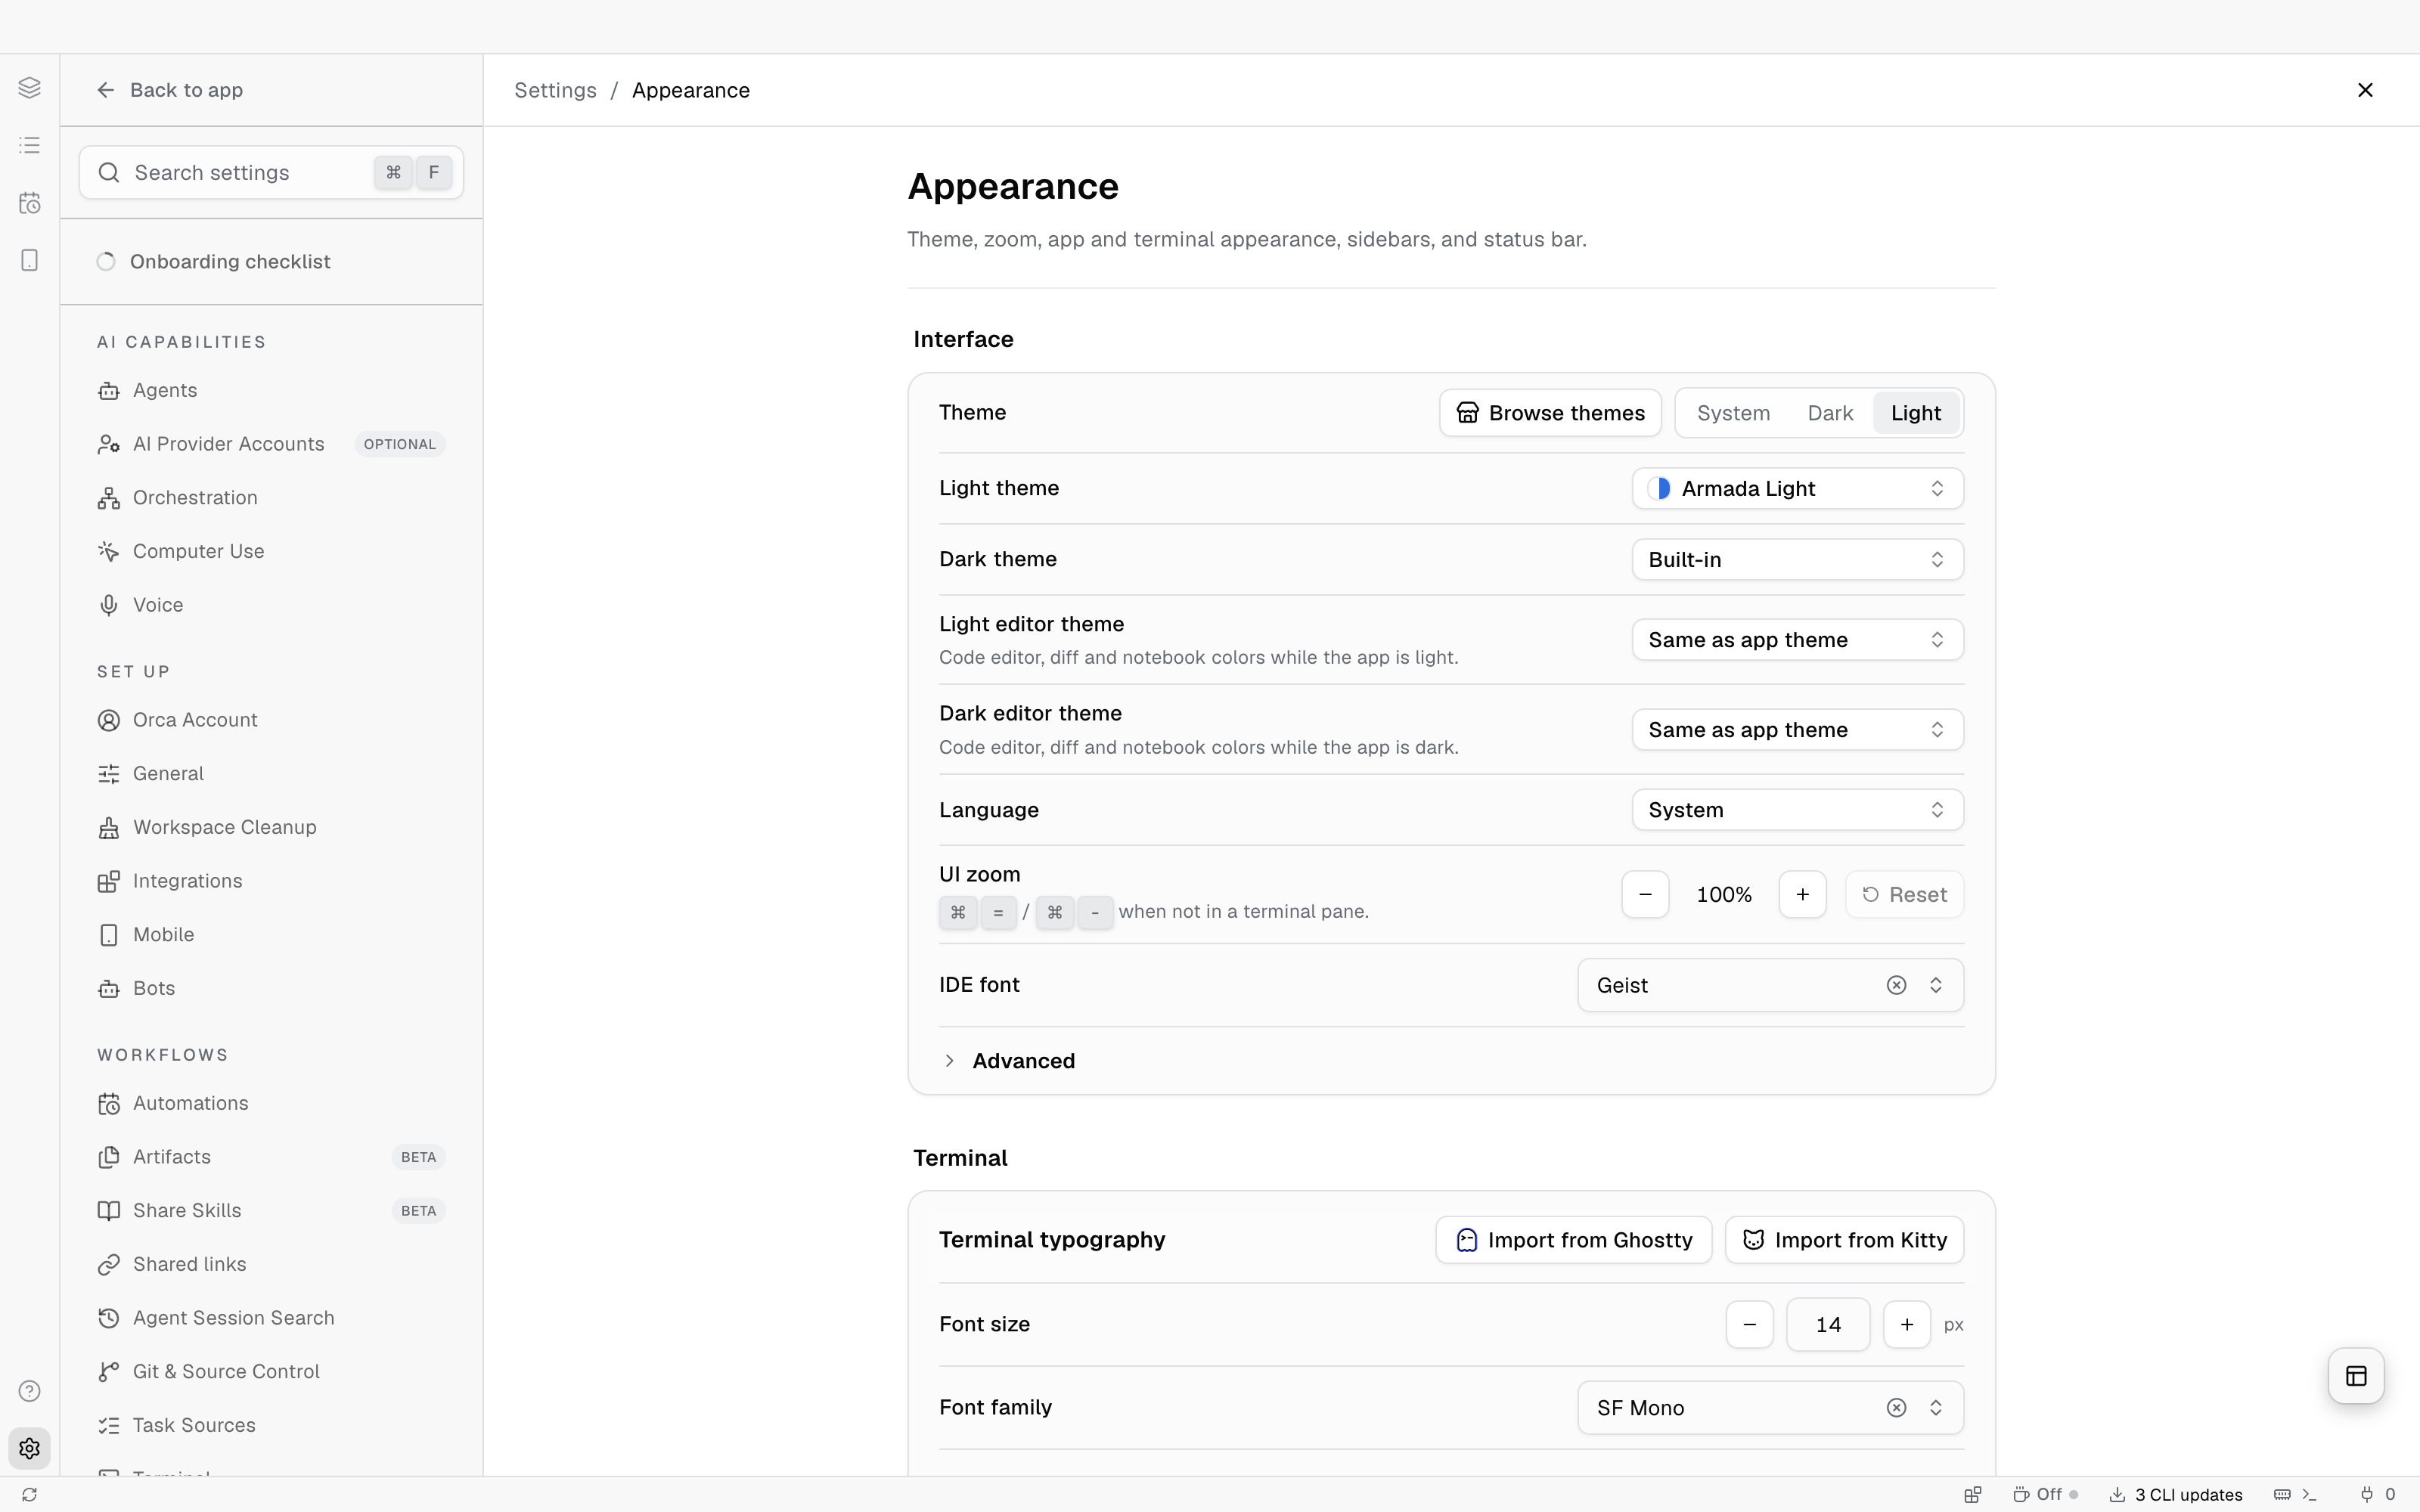 Back to app
Settings / Appearance
Search settings
⌘ F
Onboarding checklist
AI CAPABILITIES
Agents
AI Provider Accounts OPTIONAL
Orchestration
Computer Use
Voice
SET UP
Orca Account
General
Workspace Cleanup
Integrations
Mobile
Bots
WORKFLOWS
Automations
Artifacts BETA
Share Skills BETA
Shared links
Agent Session Search
Git & Source Control
Task Sources
Appearance
Theme, zoom, app and terminal appearance, sidebars, and status bar.
Interface
Theme Browse themes System Dark Light
Light theme Armada Light
Dark theme Built-in
Light editor theme Same as app theme
Code editor, diff and notebook colors while the app is light.
Dark editor theme Same as app theme
Code editor, diff and notebook colors while the app is dark.
Language System
UI zoom
⌘ = / ⌘ - when not in a terminal pane.
− 100% + Reset
IDE font Geist
Advanced
Terminal
Terminal typography Import from Ghostty Import from Kitty
Font size − 14 + px
Font family SF Mono
Off 3 CLI updates 0